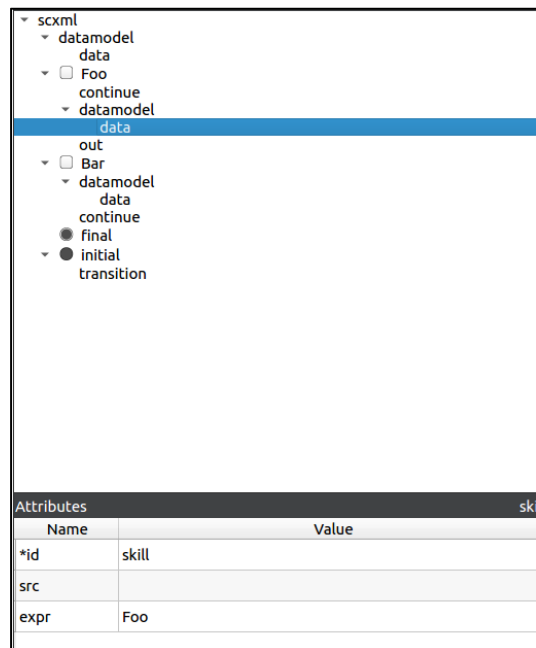 scxml
datamodel
data
Foo
continue
datamodel
data
out
Bar
datamodel
data
continue
final
initial
transition
Attributes
Name Value
*id skill
src
expr Foo